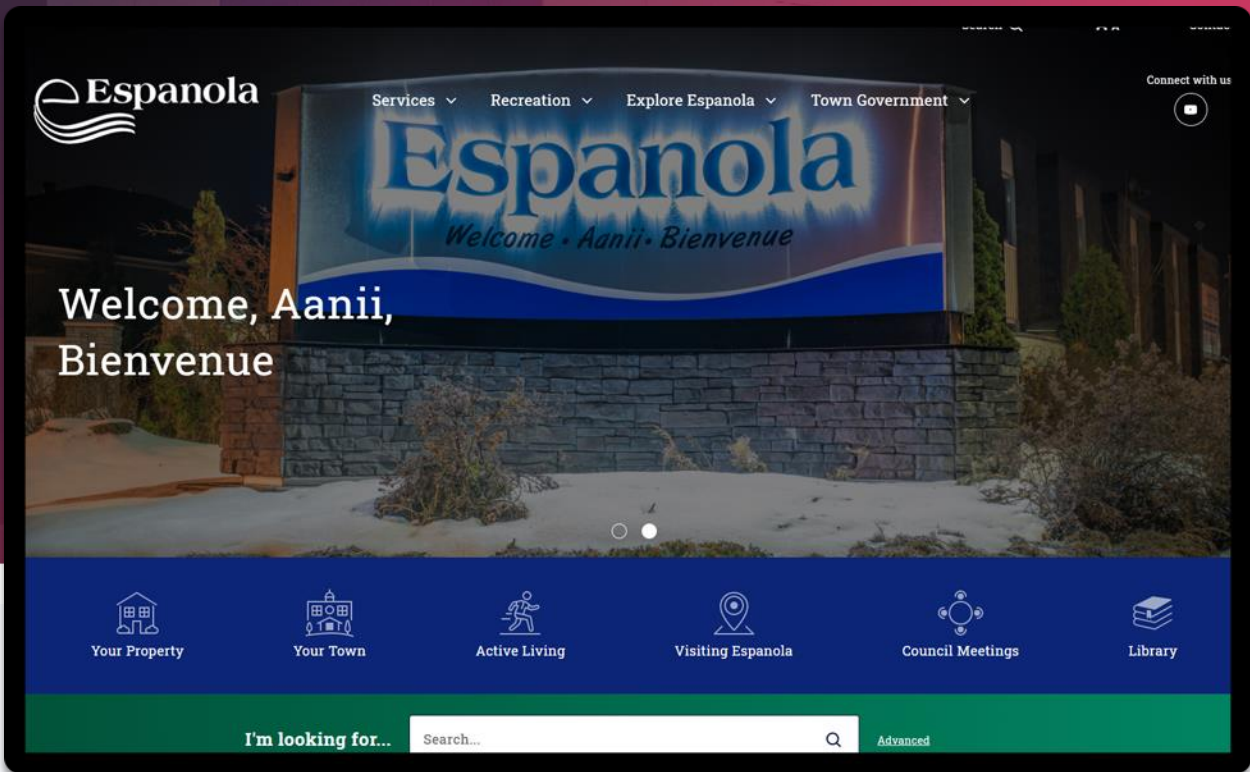 Espanola
Services
Recreation
Explore Espanola
Town Government
Connect with us
Espanola
Welcome • Aanii • Bienvenue
Welcome, Aanii,
Bienvenue
Your Property
Your Town
Active Living
Visiting Espanola
Council Meetings
Library
I'm looking for...
Search...
Advanced